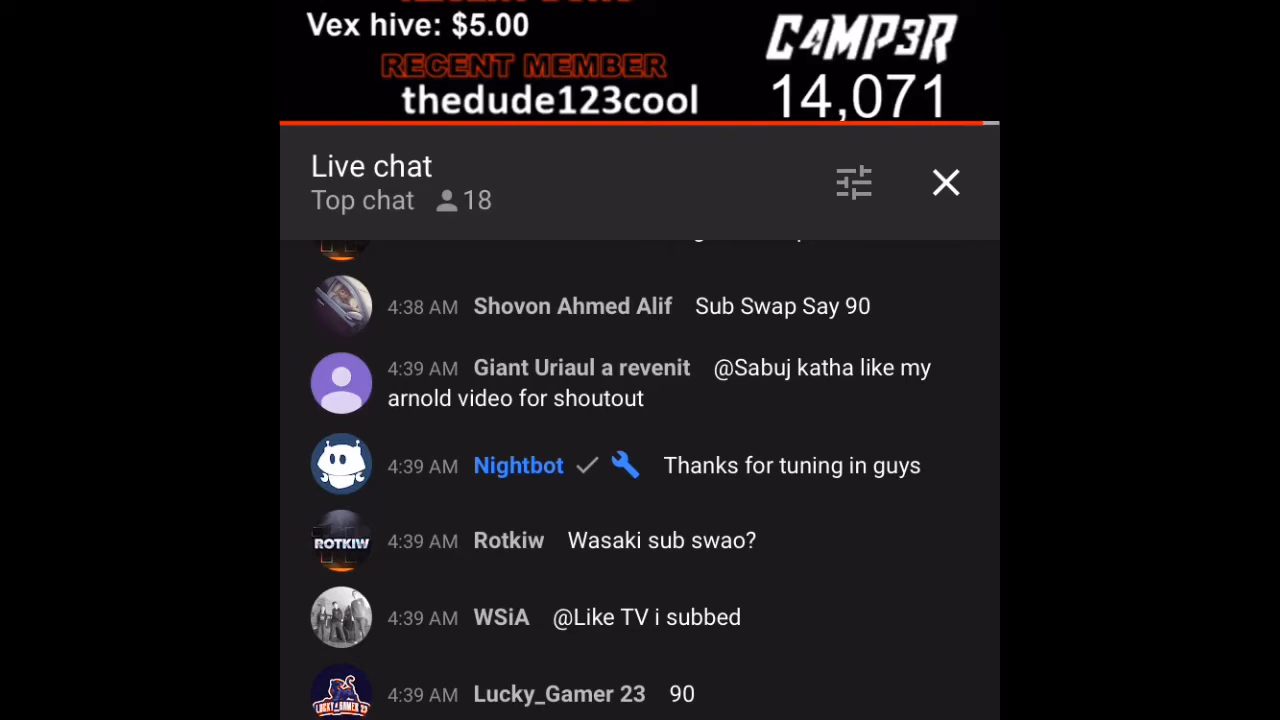 Vex hive: $5.00
RECENT MEMBER
thedude123cool
C4MP3R
14,071
Live chat
Top chat 18
4:38 AM Shovon Ahmed Alif Sub Swap Say 90
4:39 AM Giant Uriaul a revenit @Sabuj katha like my
arnold video for shoutout
4:39 AM Nightbot Thanks for tuning in guys
ROTKIW
4:39 AM Rotkiw Wasaki sub swao?
4:39 AM WSiA @Like TV i subbed
LUCKY_GAMER 23
4:39 AM Lucky_Gamer 23 90